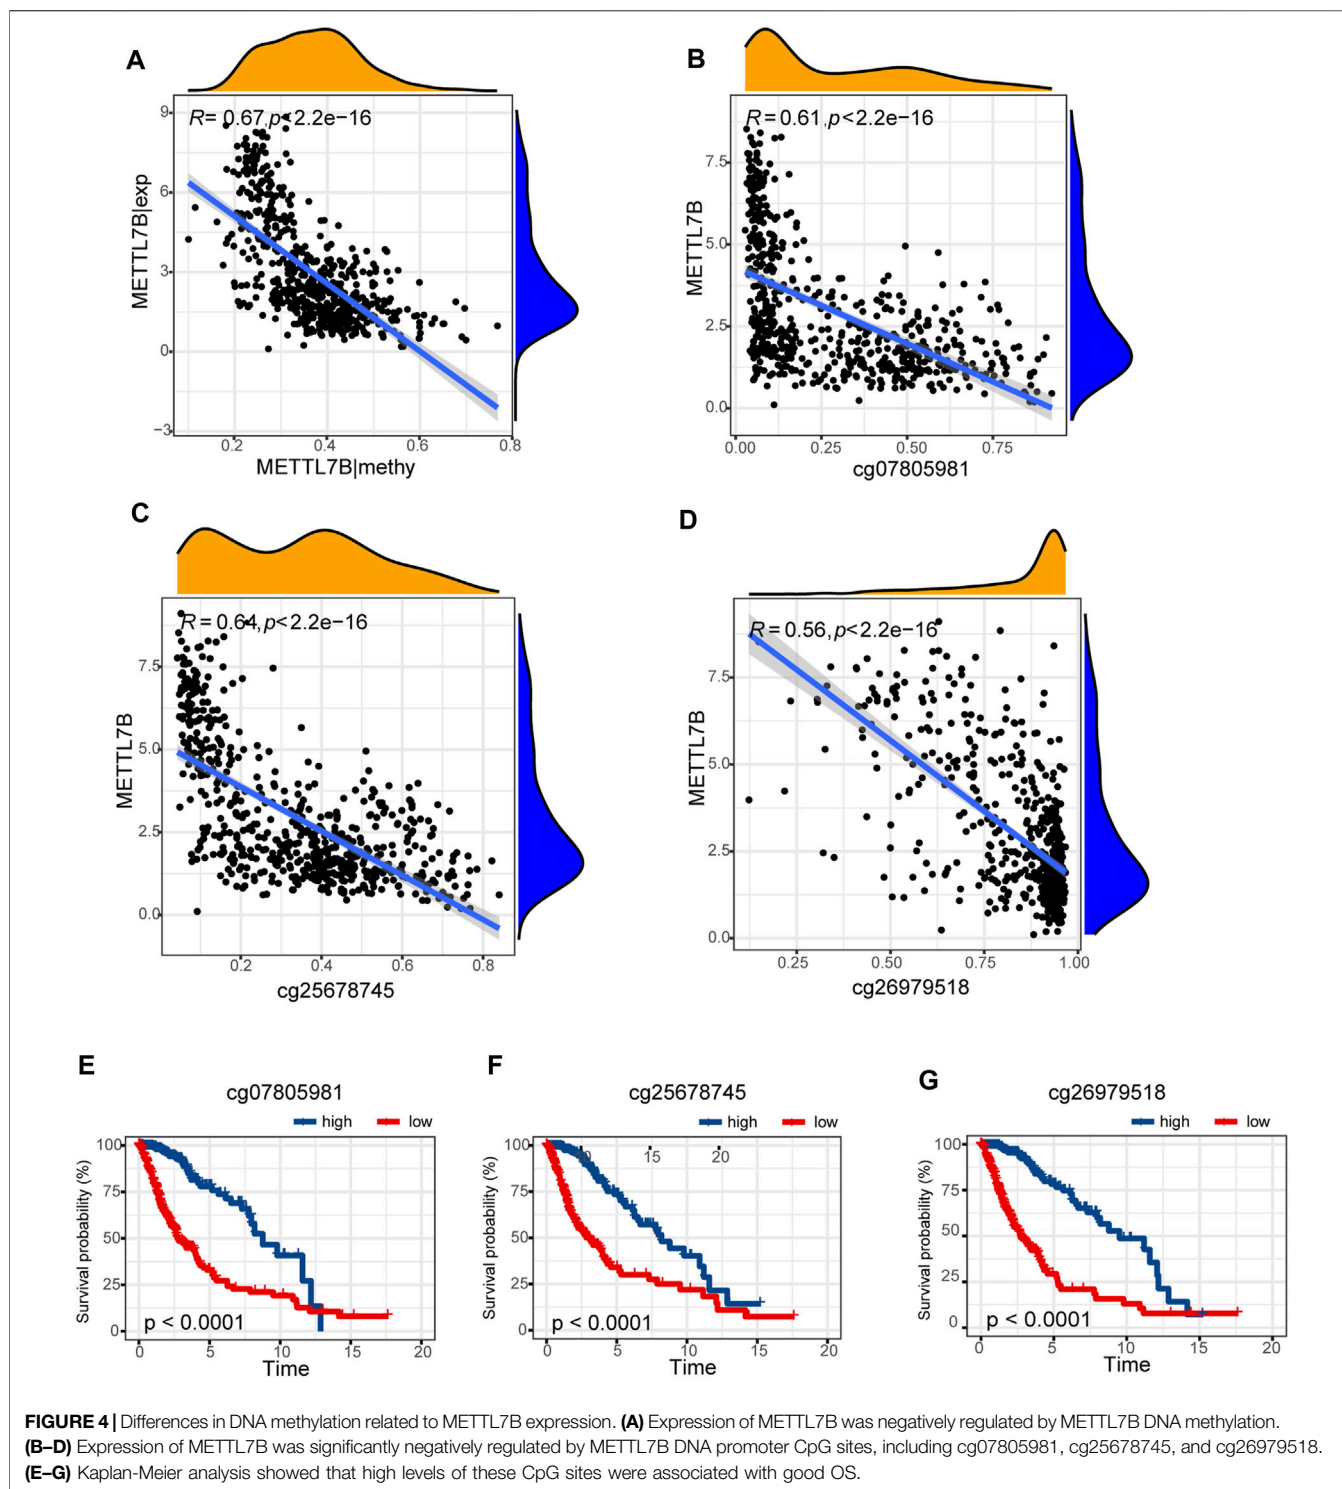 A
R= 0.67,p<2.2e−16
9
6
3
0
−3
METTL7B|exp
0.2
0.4
0.6
0.8
METTL7B|methy
B
R = 0.61,p<2.2e−16
7.5
5.0
2.5
0.0
METTL7B
0.00
0.25
0.50
0.75
cg07805981
C
R = 0.64,p<2.2e−16
7.5
5.0
2.5
0.0
METTL7B
0.2
0.4
0.6
0.8
cg25678745
D
R = 0.56,p<2.2e−16
7.5
5.0
2.5
0.0
METTL7B
0.25
0.50
0.75
1.00
cg26979518
E
cg07805981
high
low
100
75
50
25
0
Survival probability (%)
p < 0.0001
0
5
10
15
20
Time
F
cg25678745
high
low
100
75
50
25
0
15
20
Survival probability (%)
p < 0.0001
0
5
10
15
20
Time
G
cg26979518
high
low
100
75
50
25
0
Survival probability (%)
p < 0.0001
0
5
10
15
20
Time
FIGURE 4 | Differences in DNA methylation related to METTL7B expression. (A) Expression of METTL7B was negatively regulated by METTL7B DNA methylation.
(B–D) Expression of METTL7B was significantly negatively regulated by METTL7B DNA promoter CpG sites, including cg07805981, cg25678745, and cg26979518.
(E–G) Kaplan-Meier analysis showed that high levels of these CpG sites were associated with good OS.